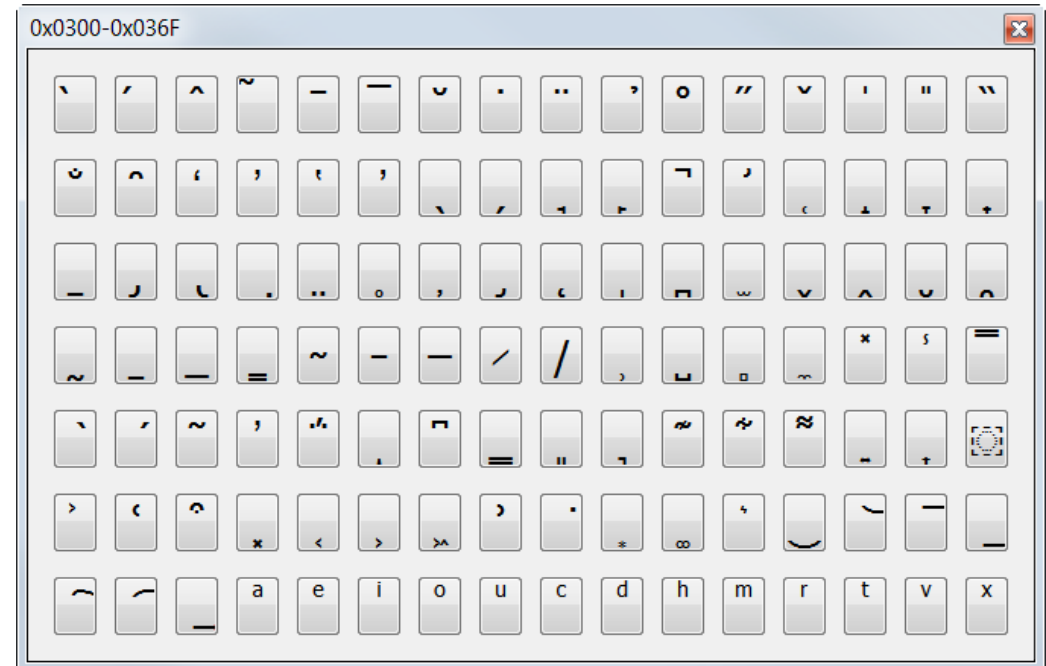 0x0300-0x036F
̀ ́ ̂ ̃ ̄ ̅ ̆ ̇ ̈ ̉ ̊ ̋ ̌ ̍ ̎ ̏
̐ ̑ ̒ ̓ ̔ ̕ ̖ ̗ ̘ ̙ ̚ ̛ ̜ ̝ ̞ ̟
̠ ̡ ̢ ̣ ̤ ̥ ̦ ̧ ̨ ̩ ̪ ̫ ̬ ̭ ̮ ̯
̰ ̱ ̲ ̳ ̴ ̵ ̶ ̷ ̸ ̹ ̺ ̻ ̼ ̽ ̾ ̿
̀ ́ ͂ ̓ ̈́ ͅ ͆ ͇ ͈ ͉ ͊ ͋ ͌ ͍ ͎ ͏
͐ ͑ ͒ ͓ ͔ ͕ ͖ ͗ ͘ ͙ ͚ ͛ ͜ ͝ ͞ ͟
͠ ͡ ͢ a e i o u c d h m r t v x